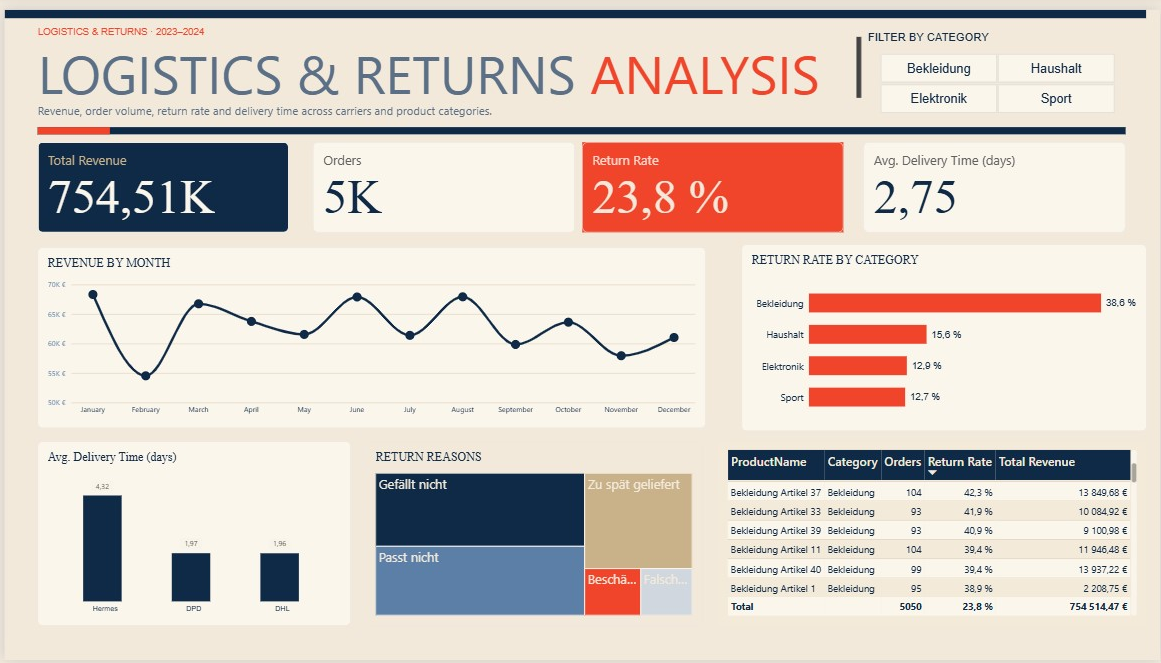 LOGISTICS & RETURNS · 2023–2024
LOGISTICS & RETURNS ANALYSIS
Revenue, order volume, return rate and delivery time across carriers and product categories.
FILTER BY CATEGORY
Bekleidung Haushalt
Elektronik Sport
Total Revenue
754,51K
Orders
5K
Return Rate
23,8 %
Avg. Delivery Time (days)
2,75
REVENUE BY MONTH
70K €
65K €
60K €
55K €
50K €
January February March April May June July August September October November December
RETURN RATE BY CATEGORY
Bekleidung 38,6 %
Haushalt 15,6 %
Elektronik 12,9 %
Sport 12,7 %
Avg. Delivery Time (days)
4,32
1,97
1,96
Hermes DPD DHL
RETURN REASONS
Gefällt nicht
Zu spät geliefert
Passt nicht
Beschä...
Falsch...
ProductName Category Orders Return Rate Total Revenue
Bekleidung Artikel 37 Bekleidung 104 42,3 % 13 849,68 €
Bekleidung Artikel 33 Bekleidung 93 41,9 % 10 084,92 €
Bekleidung Artikel 39 Bekleidung 93 40,9 % 9 100,98 €
Bekleidung Artikel 11 Bekleidung 104 39,4 % 11 946,48 €
Bekleidung Artikel 40 Bekleidung 99 39,4 % 13 937,22 €
Bekleidung Artikel 1 Bekleidung 95 38,9 % 2 208,75 €
Total 5050 23,8 % 754 514,47 €